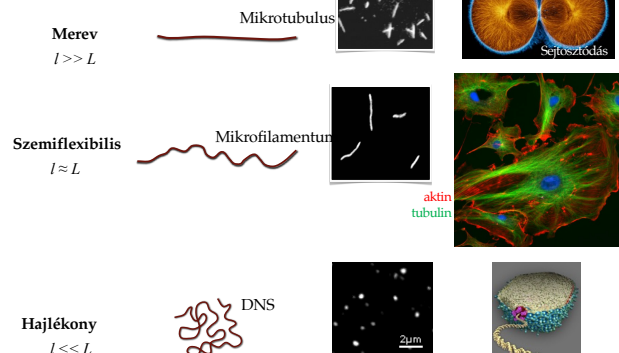 Mikrotubulus
Merev
l >> L
Sejtosztódás
Szemiflexibilis
Mikrofilamentum
l ≈ L
aktin
tubulin
DNS
Hajlékony
2μm
l << L